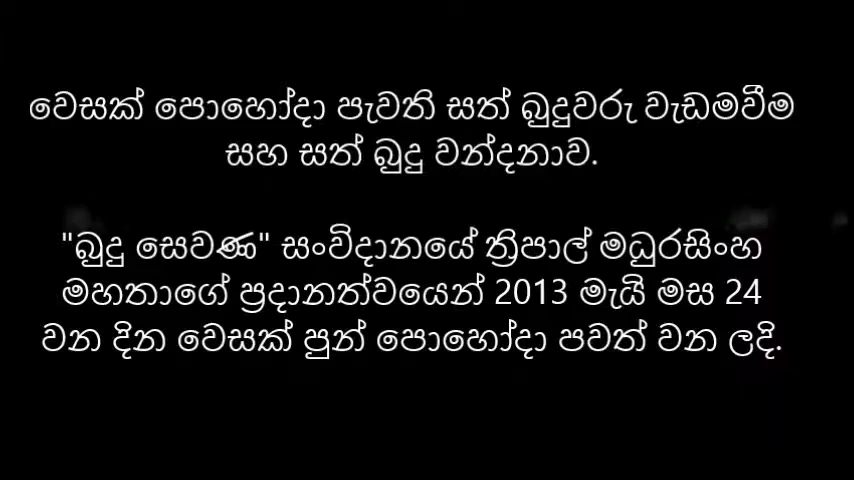 වෙසක් පොහෝදා පැවති සත් බුදුවරු වැඩමවීම
සහ සත් බුදු වන්දනාව.
"බුදු සෙවණ" සංවිදානයේ ත්‍රිපාල් මධුරසිංහ
මහතාගේ ප්‍රදානත්වයෙන් 2013 මැයි මස 24
වන දින වෙසක් පුන් පොහෝදා පවත් වන ලදි.